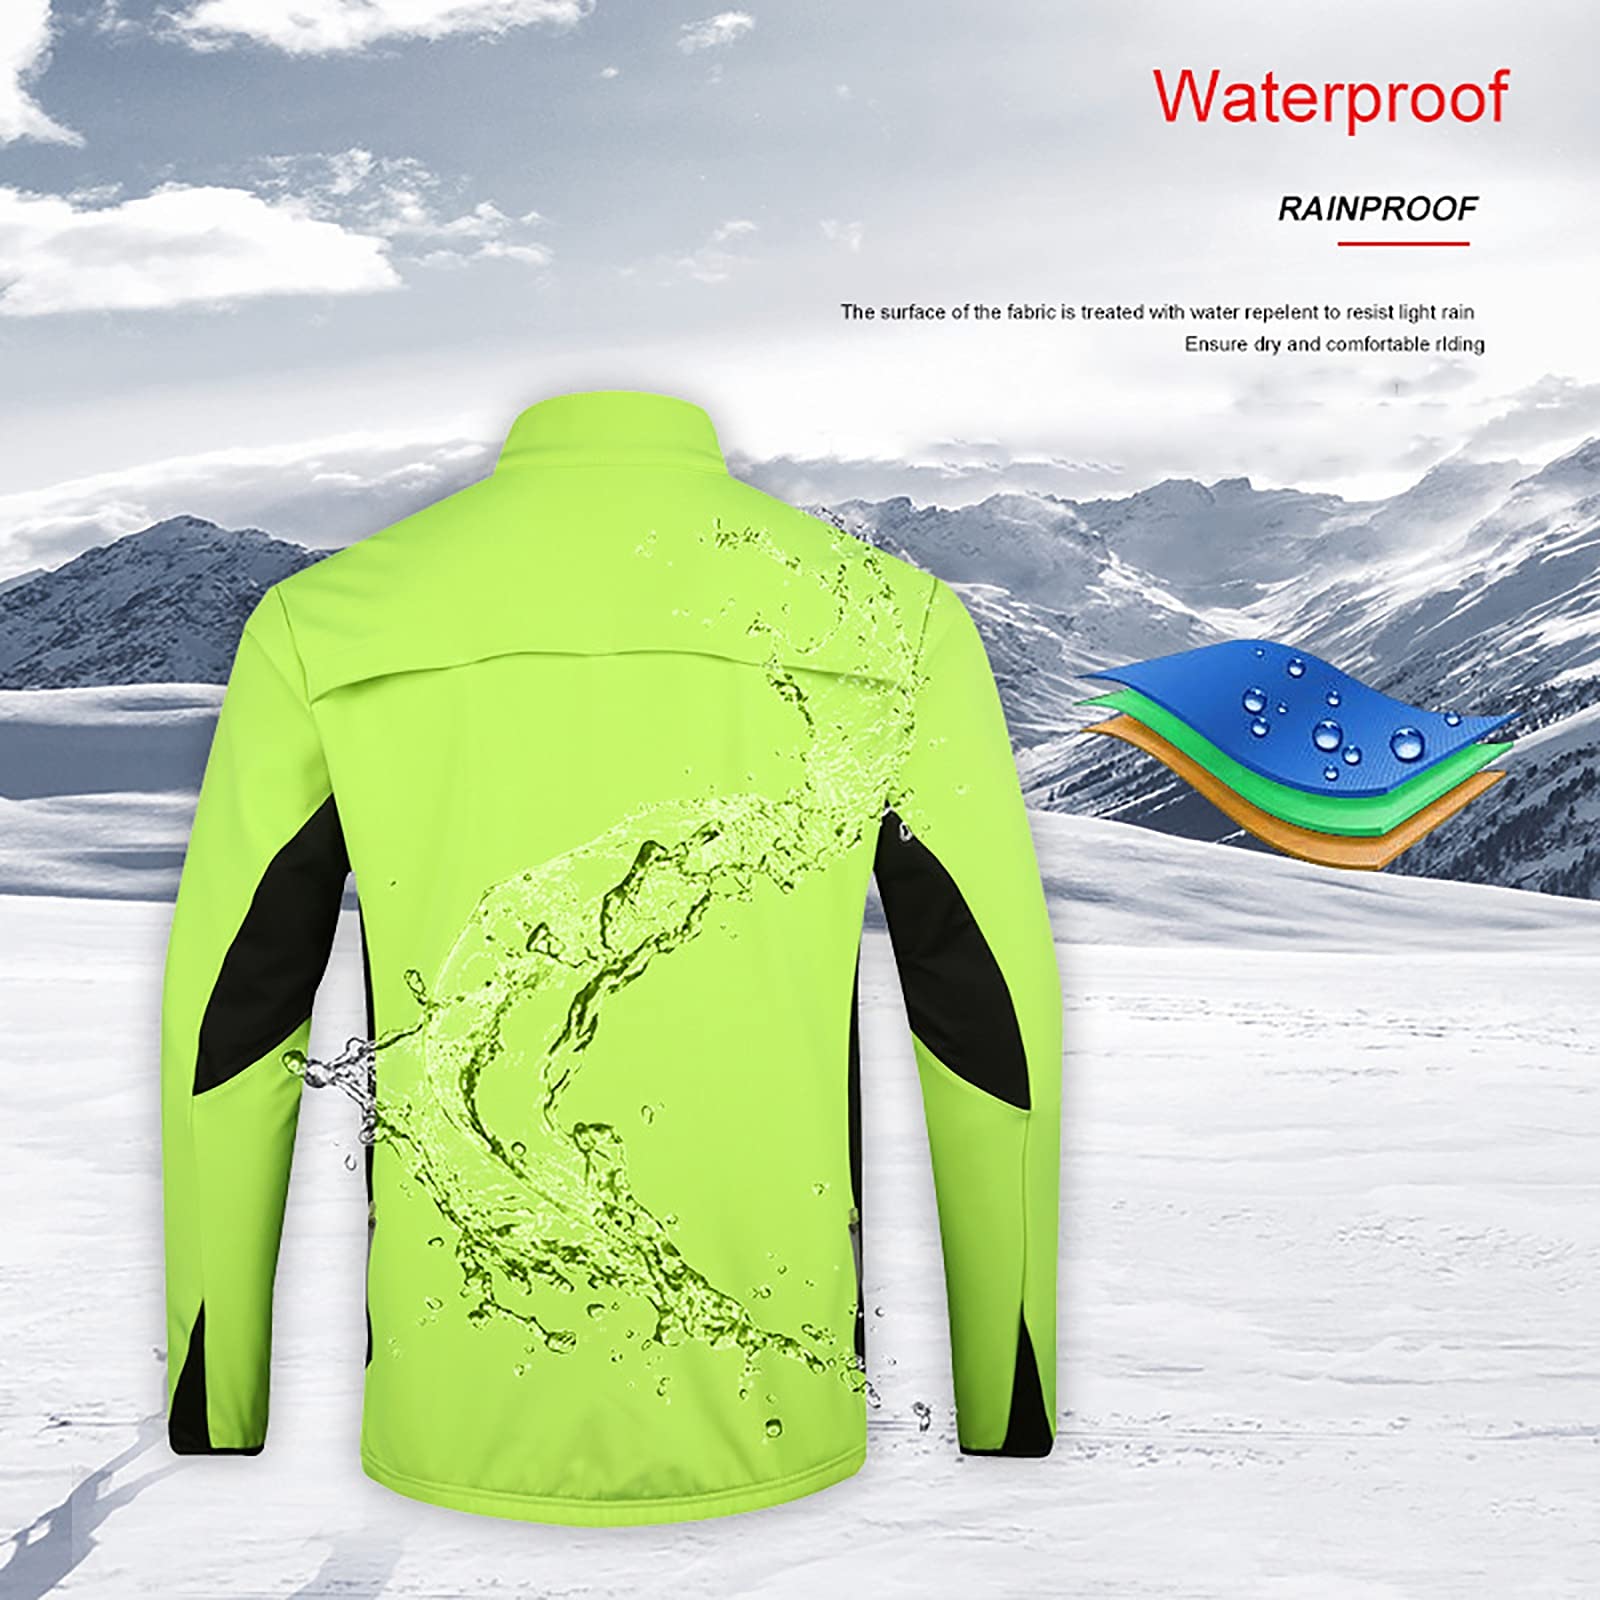 Waterproof
RAINPROOF
The surface of the fabric is treated with water repelent to resist light rain
Ensure dry and comfortable rIding